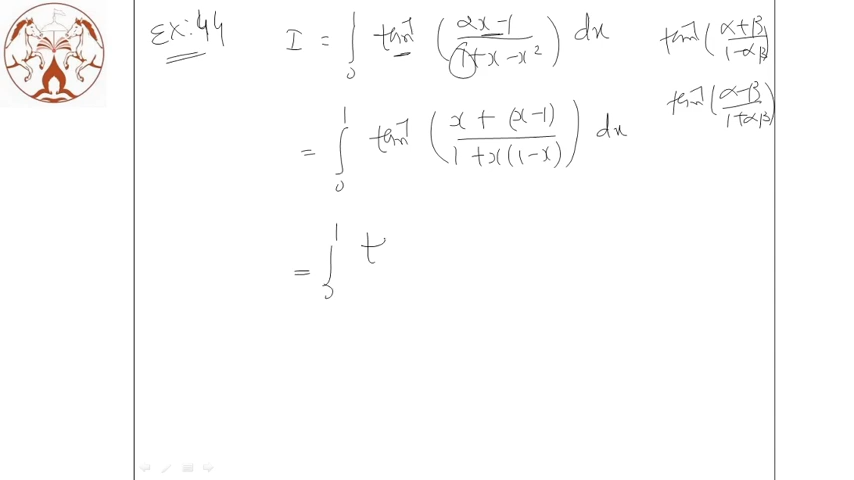 Ex:44 I = ∫₀¹ tan⁻¹ ( (2x-1) / (1+x-x²) ) dx tan⁻¹ ( (α+β) / (1-αβ) )
= ∫₀¹ tan⁻¹ ( (x + (x-1)) / (1+x(1-x)) ) dx tan⁻¹ ( (α-β) / (1+αβ) )
= ∫₀¹ t